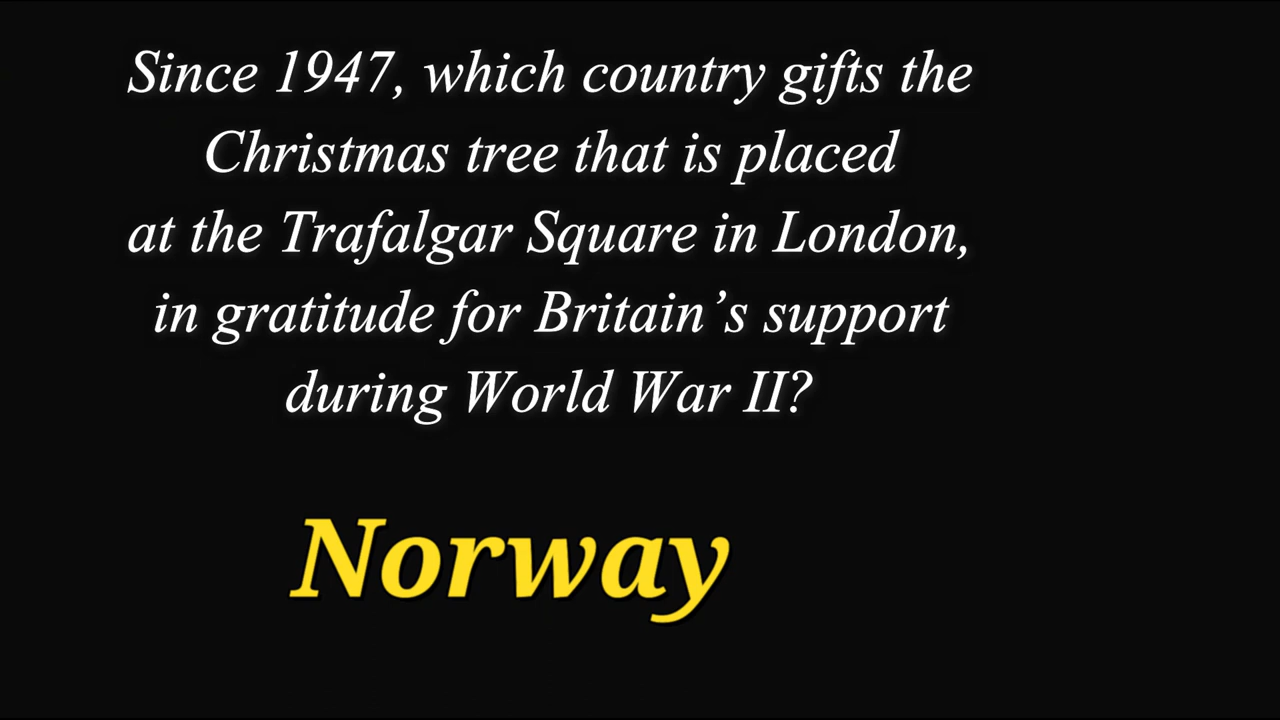 Since 1947, which country gifts the
Christmas tree that is placed
at the Trafalgar Square in London,
in gratitude for Britain’s support
during World War II?
Norway